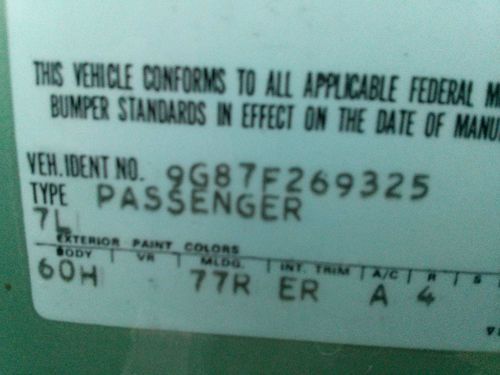 THIS VEHICLE CONFORMS TO ALL APPLICABLE FEDERAL M
BUMPER STANDARDS IN EFFECT ON THE DATE OF MANU
VEH. IDENT NO. 9G87F269325
TYPE PASSENGER
7L
EXTERIOR PAINT COLORS
BODY VR MLDG. INT. TRIM A/C R S
60H 77R ER A 4